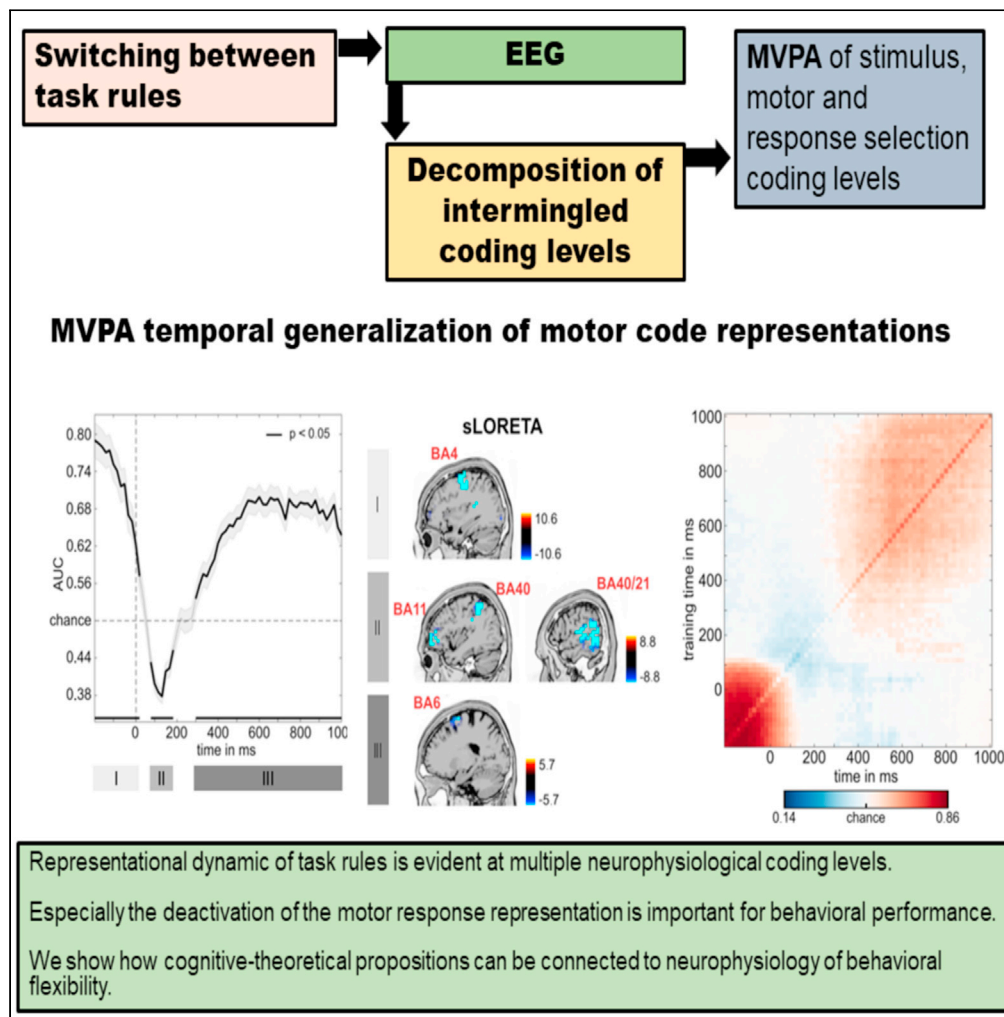 Switching between
task rules
EEG
MVPA of stimulus,
motor and
response selection
coding levels
Decomposition of
intermingled
coding levels
MVPA temporal generalization of motor code representations
0.80
0.74
0.68
0.62
0.56
chance
0.44
0.38
AUC
p < 0.05
0 200 400 600 800 100
time in ms
I II III
sLORETA
I
BA4
10.6
-10.6
II
BA11 BA40 BA40/21
8.8
-8.8
III
BA6
5.7
-5.7
1000
800
600
400
200
0
training time in ms
0 200 400 600 800 1000
time in ms
0.14 chance 0.86
Representational dynamic of task rules is evident at multiple neurophysiological coding levels.
Especially the deactivation of the motor response representation is important for behavioral performance.
We show how cognitive-theoretical propositions can be connected to neurophysiology of behavioral
flexibility.